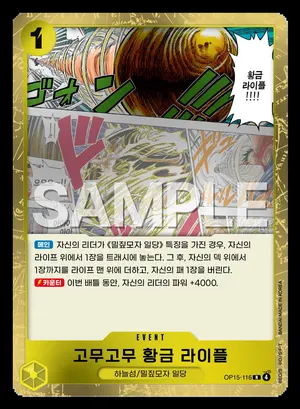 1
황금
라이플
!!!!
ゴオン
ドド
SAMPLE
메인 자신의 리더가 《밀짚모자 일당》 특징을 가진 경우, 자신의
라이프 위에서 1장을 트래시에 놓는다. 그 후, 자신의 덱 위에서
1장까지를 라이프 맨 위에 더하고, 자신의 패 1장을 버린다.
카운터 이번 배틀 동안, 자신의 리더의 파워 +4000.
EVENT
고무고무 황금 라이플
하늘섬/밀짚모자 일당
OP15-116 R